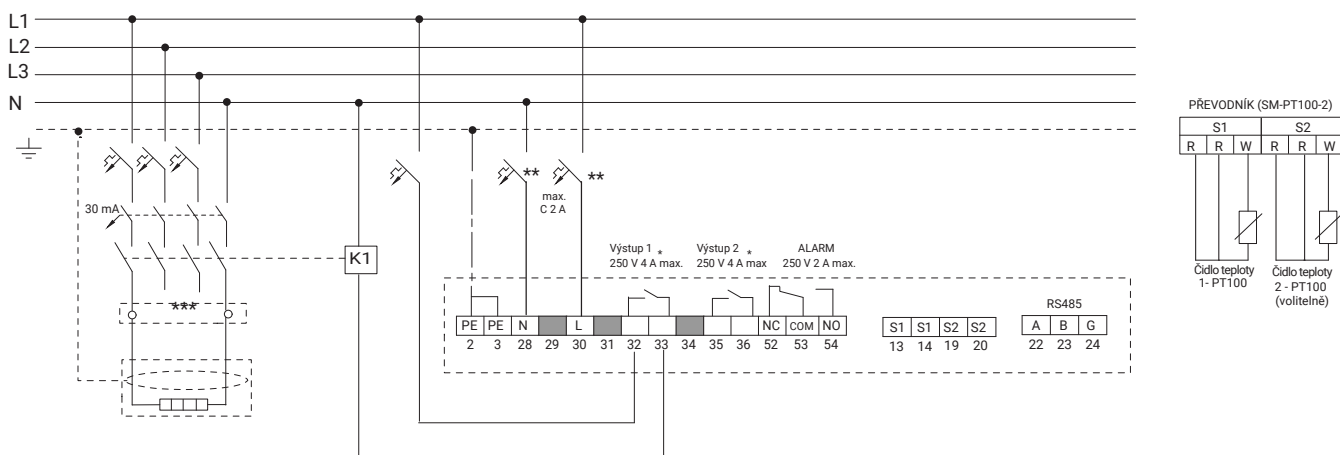 L1
L2
L3
N
PŘEVODNÍK (SM-PT100-2)
S1 S2
R R W R R W
Čidlo teploty
1- PT100
Čidlo teploty
2 - PT100
(volitelně)
** **
max.
C 2 A
30 mA
K1
***
Výstup 1 *
250 V 4 A max.
Výstup 2 *
250 V 4 A max
ALARM
250 V 2 A max.
RS485
PE PE N L NC COM NO
2 3 28 29 30 31 32 33 34 35 36 52 53 54
S1 S1 S2 S2
13 14 19 20
A B G
22 23 24